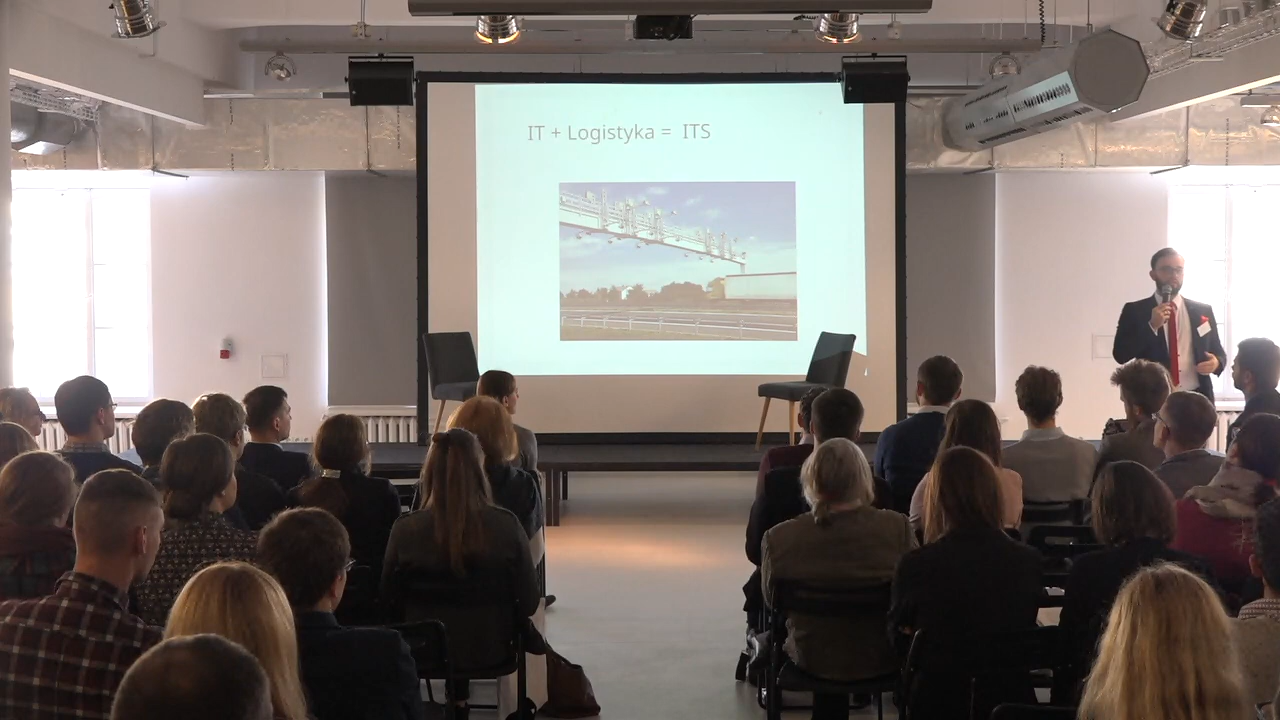 IT + Logistyka = ITS